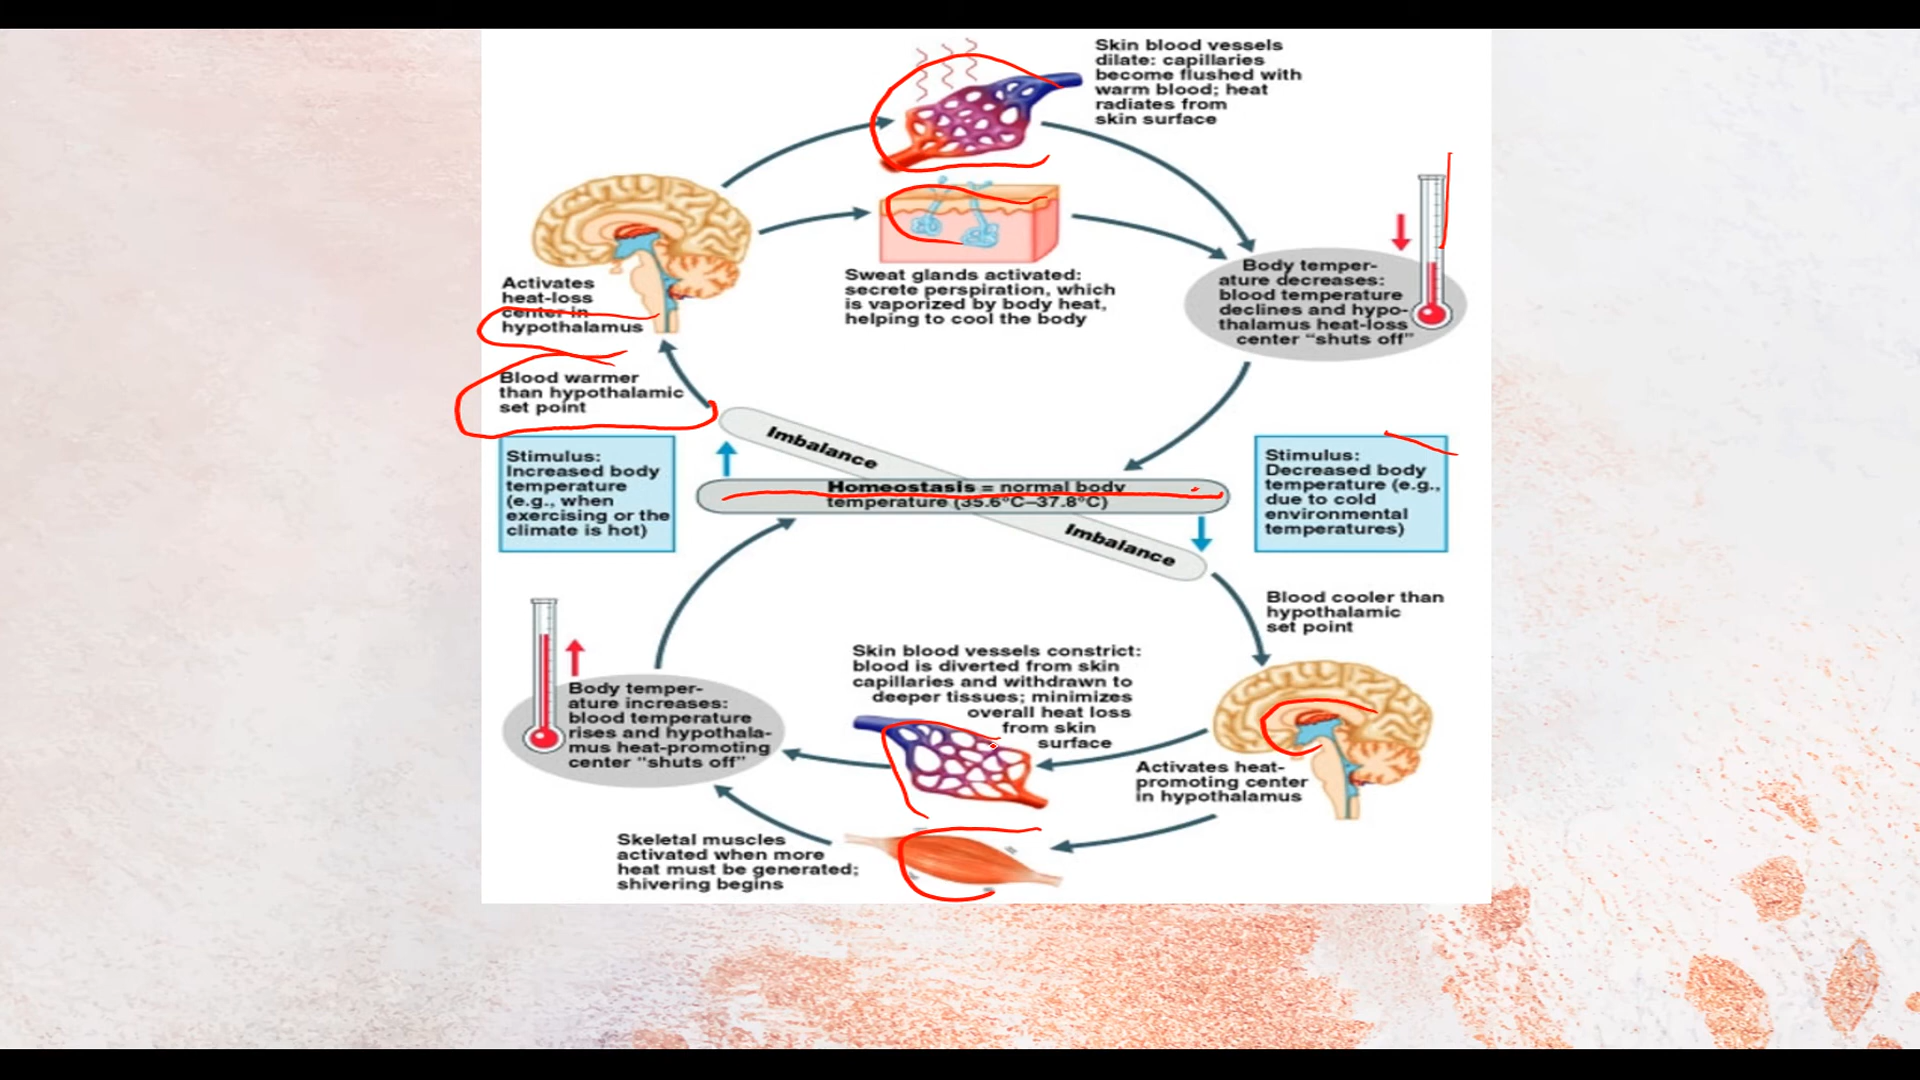 Skin blood vessels
dilate: capillaries
become flushed with
warm blood; heat
radiates from
skin surface
Activates
heat-loss
center in
hypothalamus
Sweat glands activated:
secrete perspiration, which
is vaporized by body heat,
helping to cool the body
Body temper-
ature decreases:
blood temperature
declines and hypo-
thalamus heat-loss
center “shuts off”
Blood warmer
than hypothalamic
set point
Stimulus:
Increased body
temperature
(e.g., when
exercising or the
climate is hot)
Imbalance
Homeostasis = normal body
temperature (35.6°C–37.8°C)
Imbalance
Stimulus:
Decreased body
temperature (e.g.,
due to cold
environmental
temperatures)
Blood cooler than
hypothalamic
set point
Body temper-
ature increases:
blood temperature
rises and hypothala-
mus heat-promoting
center “shuts off”
Skin blood vessels constrict:
blood is diverted from skin
capillaries and withdrawn to
deeper tissues; minimizes
overall heat loss
from skin
surface
Activates heat-
promoting center
in hypothalamus
Skeletal muscles
activated when more
heat must be generated;
shivering begins